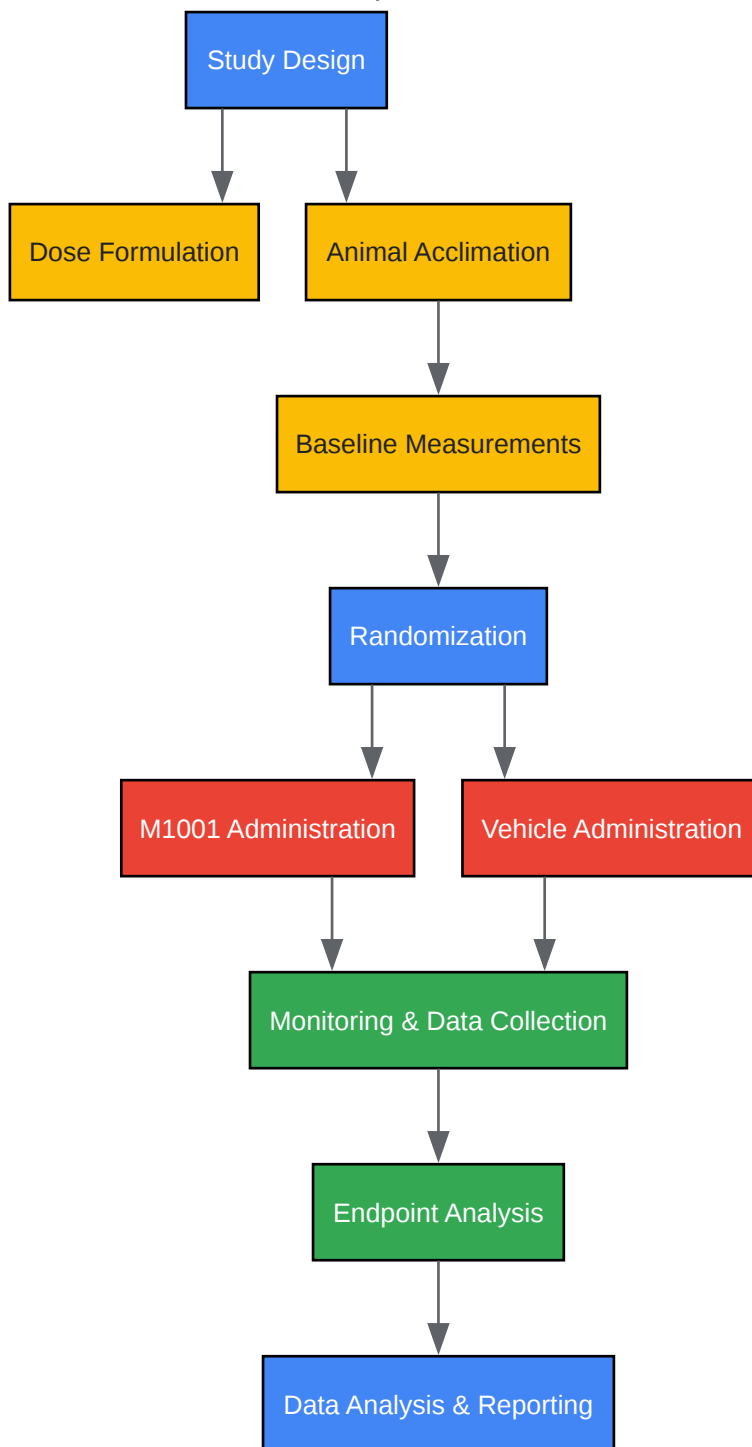 Study Design
Dose Formulation
Animal Acclimation
Baseline Measurements
Randomization
M1001 Administration
Vehicle Administration
Monitoring & Data Collection
Endpoint Analysis
Data Analysis & Reporting